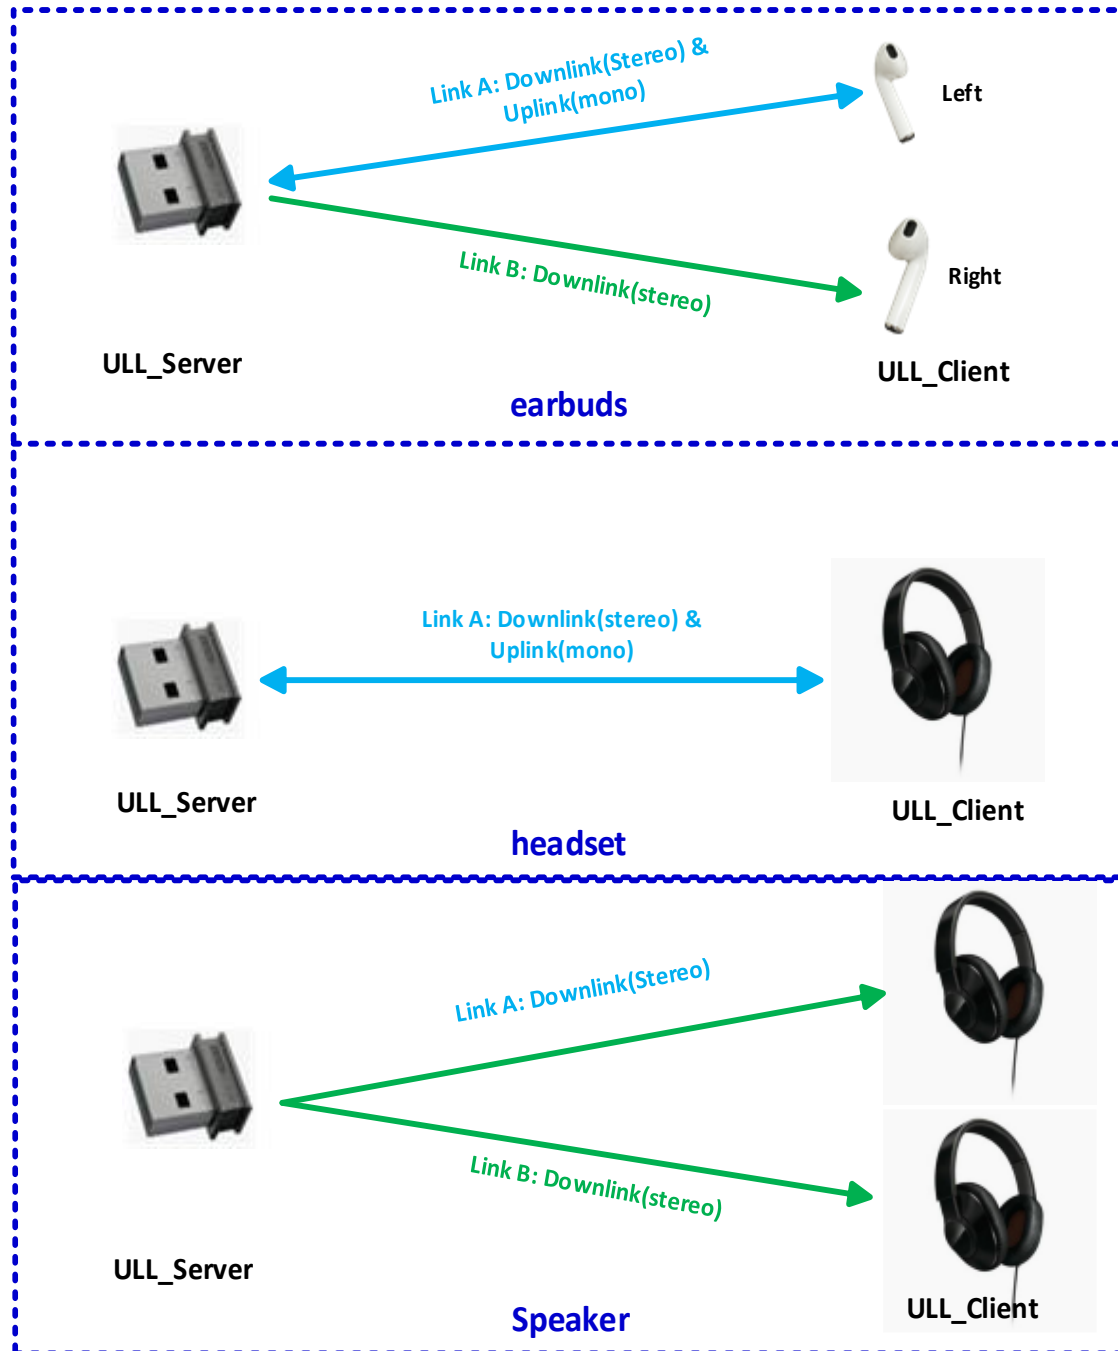 Link A: Downlink(Stereo) &
Uplink(mono)
Left
Link B: Downlink(stereo)
Right
ULL_Server
ULL_Client
earbuds
Link A: Downlink(stereo) &
Uplink(mono)
ULL_Server
ULL_Client
headset
Link A: Downlink(Stereo)
Link B: Downlink(stereo)
ULL_Server
ULL_Client
Speaker